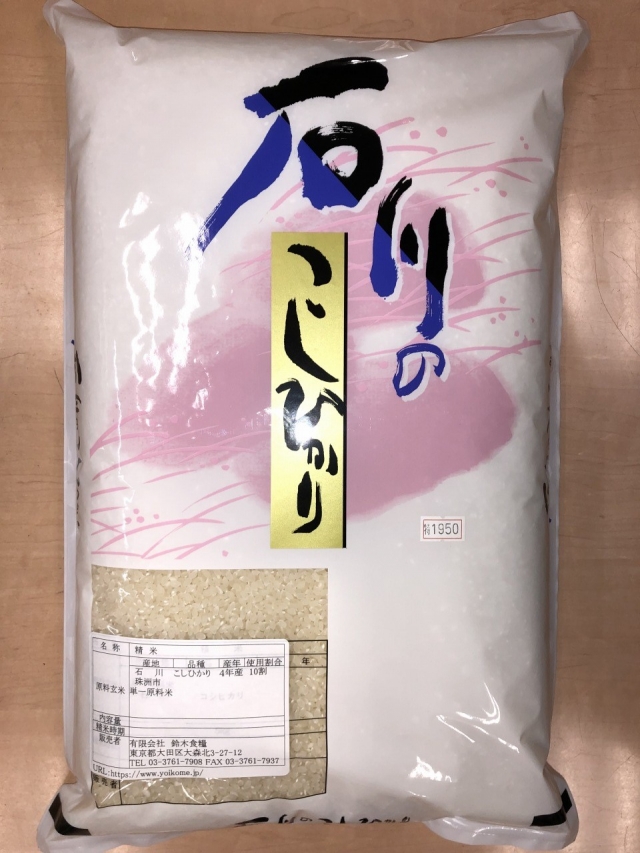 石川の
こしひかり
特価 1950
名称 精米
産地 品種 産年 使用割合 年
石川 こしひかり 4年産 10割
珠洲市
原料玄米 単一原料米
コシヒカリ
内容量
精米時期
販売者 有限会社 鈴木食糧
東京都大田区大森北3-27-12
TEL 03-3761-7908 FAX 03-3761-7937
URL:https://www.yoikome.jp/